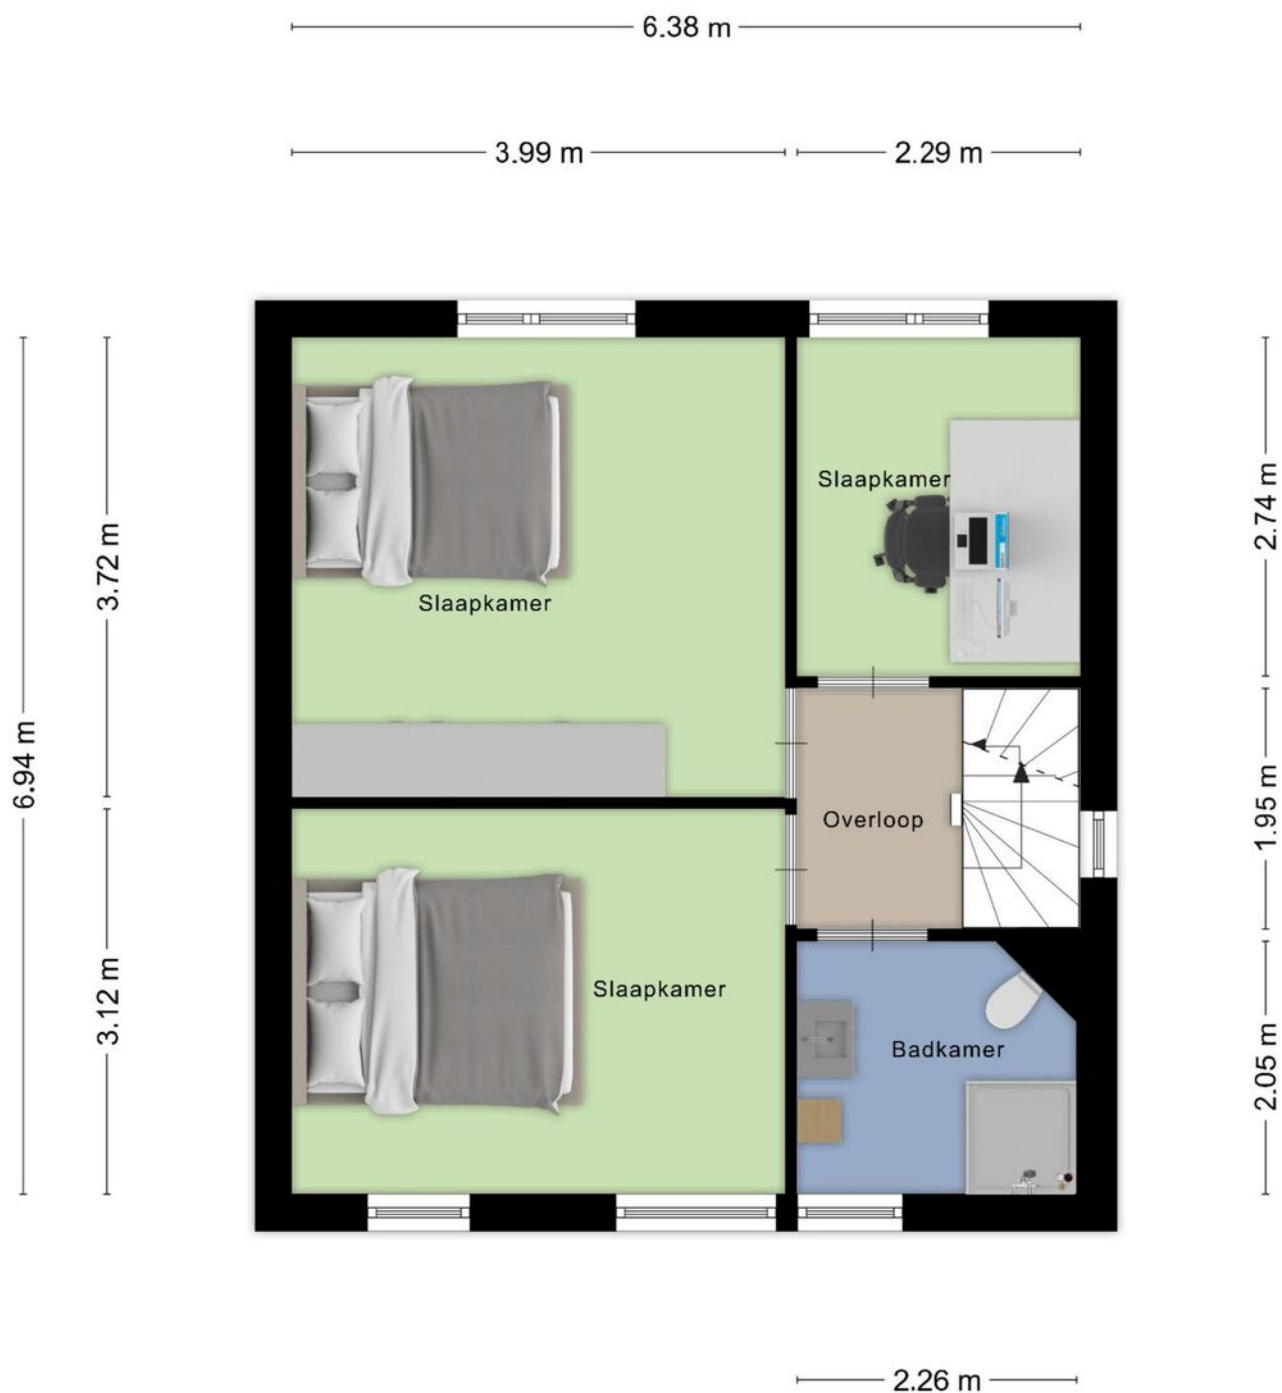 6.38 m
3.99 m
2.29 m
Slaapkamer
2.74 m
3.72 m
Slaapkamer
6.94 m
1.95 m
Overloop
3.12 m
Slaapkamer
Badkamer
2.05 m
2.26 m